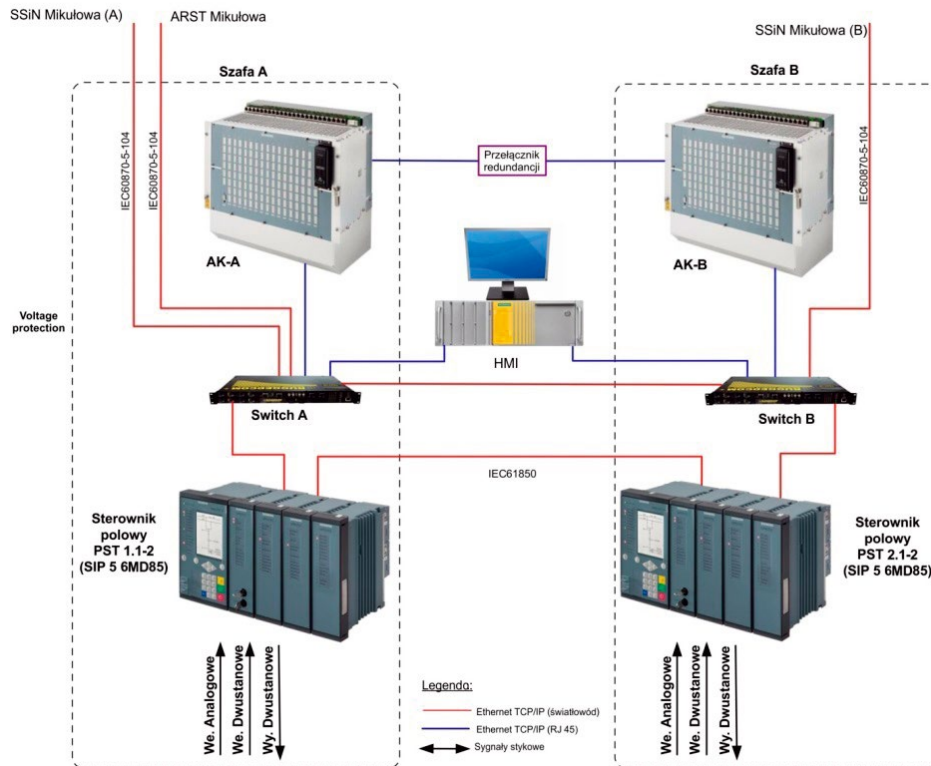 SSiN Mikułowa (A)
ARST Mikułowa
SSiN Mikułowa (B)
Szafa A
Szafa B
IEC60870-5-104
IEC60870-5-104
IEC60870-5-104
Przełącznik
redundancji
AK-A
AK-B
Voltage
protection
HMI
Switch A
Switch B
IEC61850
Sterownik
polowy
PST 1.1-2
(SIP 5 6MD85)
Sterownik
polowy
PST 2.1-2
(SIP 5 6MD85)
We. Analogowe
We. Dwustanowe
Wy. Dwustanowe
We. Analogowe
We. Dwustanowe
Wy. Dwustanowe
Legenda:
Ethernet TCP/IP (światłowód)
Ethernet TCP/IP (RJ 45)
Sygnały stykowe